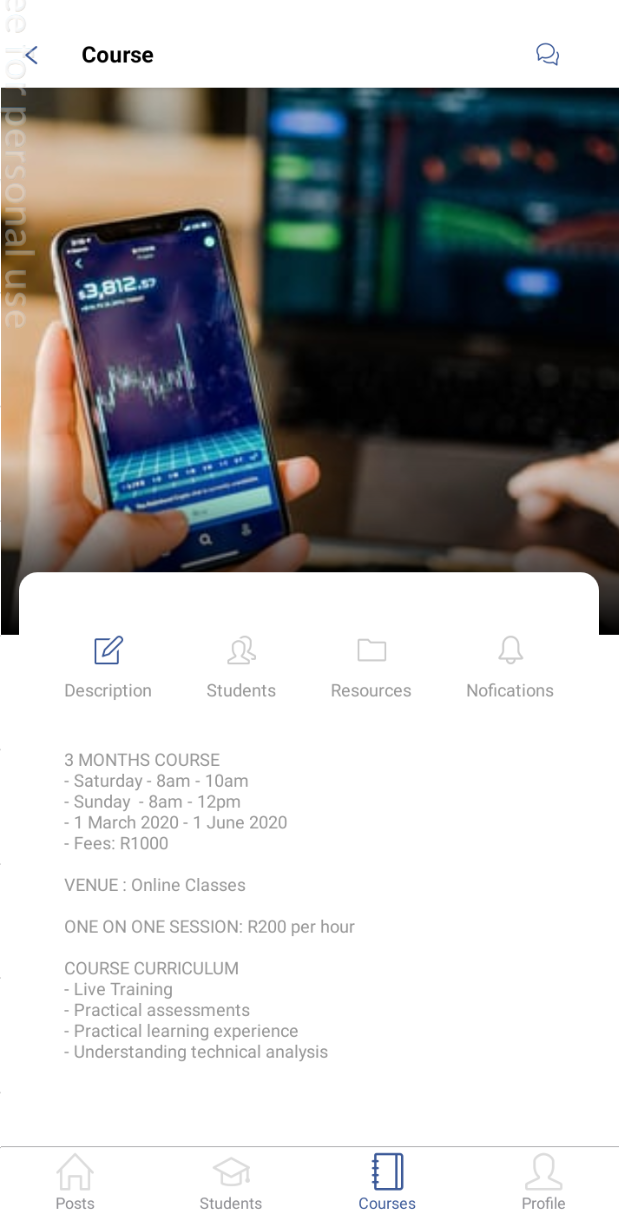 ee for personal use
Course
$3,812.57
Description
Students
Resources
Nofications
3 MONTHS COURSE
- Saturday - 8am - 10am
- Sunday  - 8am - 12pm
- 1 March 2020 - 1 June 2020
- Fees: R1000
VENUE : Online Classes
ONE ON ONE SESSION: R200 per hour
COURSE CURRICULUM
- Live Training
- Practical assessments
- Practical learning experience
- Understanding technical analysis
Posts
Students
Courses
Profile